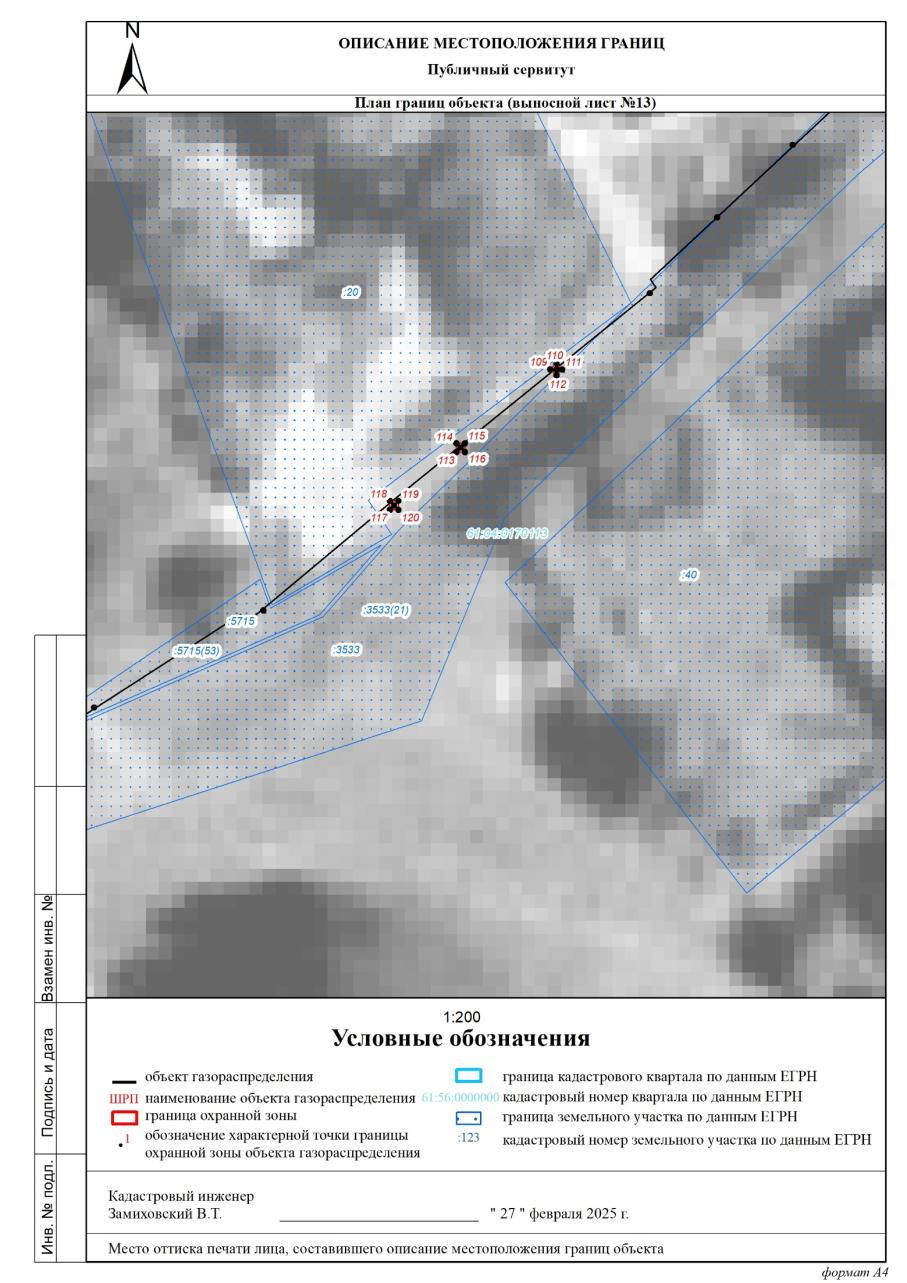 N
ОПИСАНИЕ МЕСТОПОЛОЖЕНИЯ ГРАНИЦ
Публичный сервитут
План границ объекта (выносной лист №13)
:20
110
109 111
112
114 115
113 116
118 119
117 120
61:04:0170113
:40
:3533(21)
:5715
:5715(53)
:3533
1:200
Условные обозначения
объект газораспределения
ШРП наименование объекта газораспределения
граница охранной зоны
1 обозначение характерной точки границы
охранной зоны объекта газораспределения
граница кадастрового квартала по данным ЕГРН
61:56:0000000 кадастровый номер квартала по данным ЕГРН
граница земельного участка по данным ЕГРН
:123 кадастровый номер земельного участка по данным ЕГРН
Кадастровый инженер
Замиховский В.Т. " 27 " февраля 2025 г.
Место оттиска печати лица, составившего описание местоположения границ объекта
формат А4
Взамен инв. №
Подпись и дата
Инв. № подл.